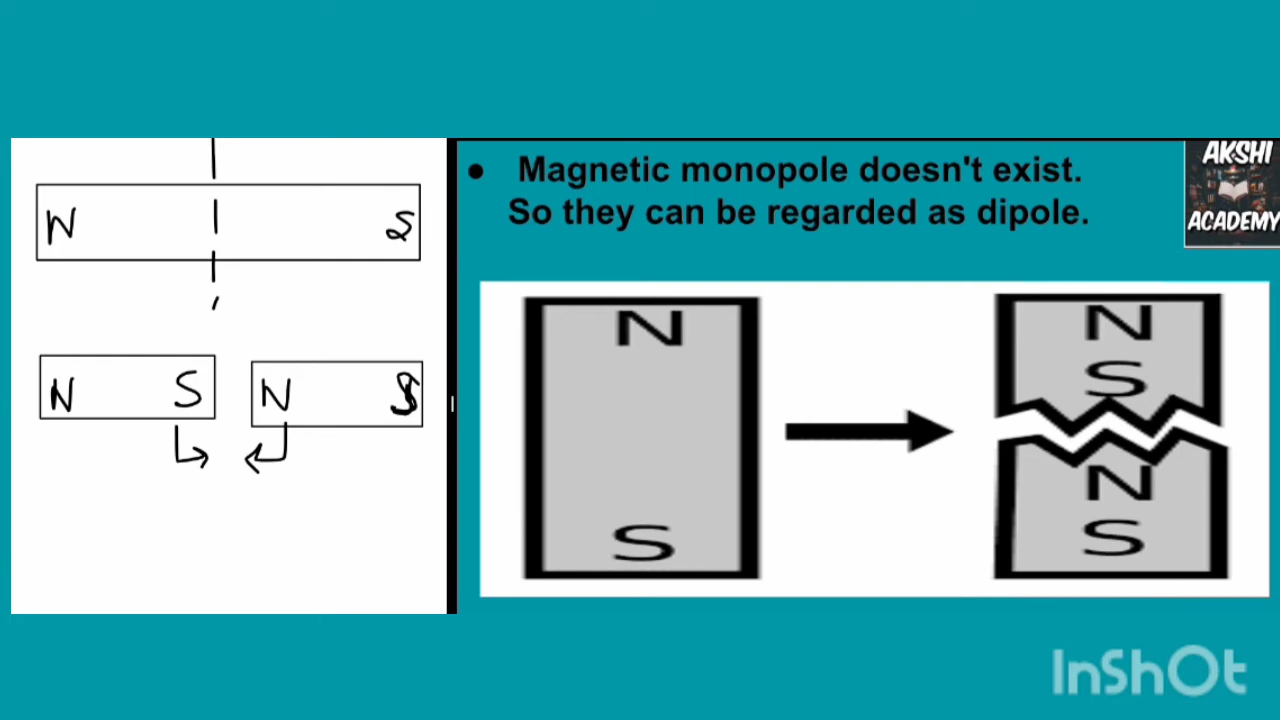 N S
N S N S
● Magnetic monopole doesn't exist.
So they can be regarded as dipole.
AKSHI
ACADEMY
N
S
N
S
N
S
InShOt